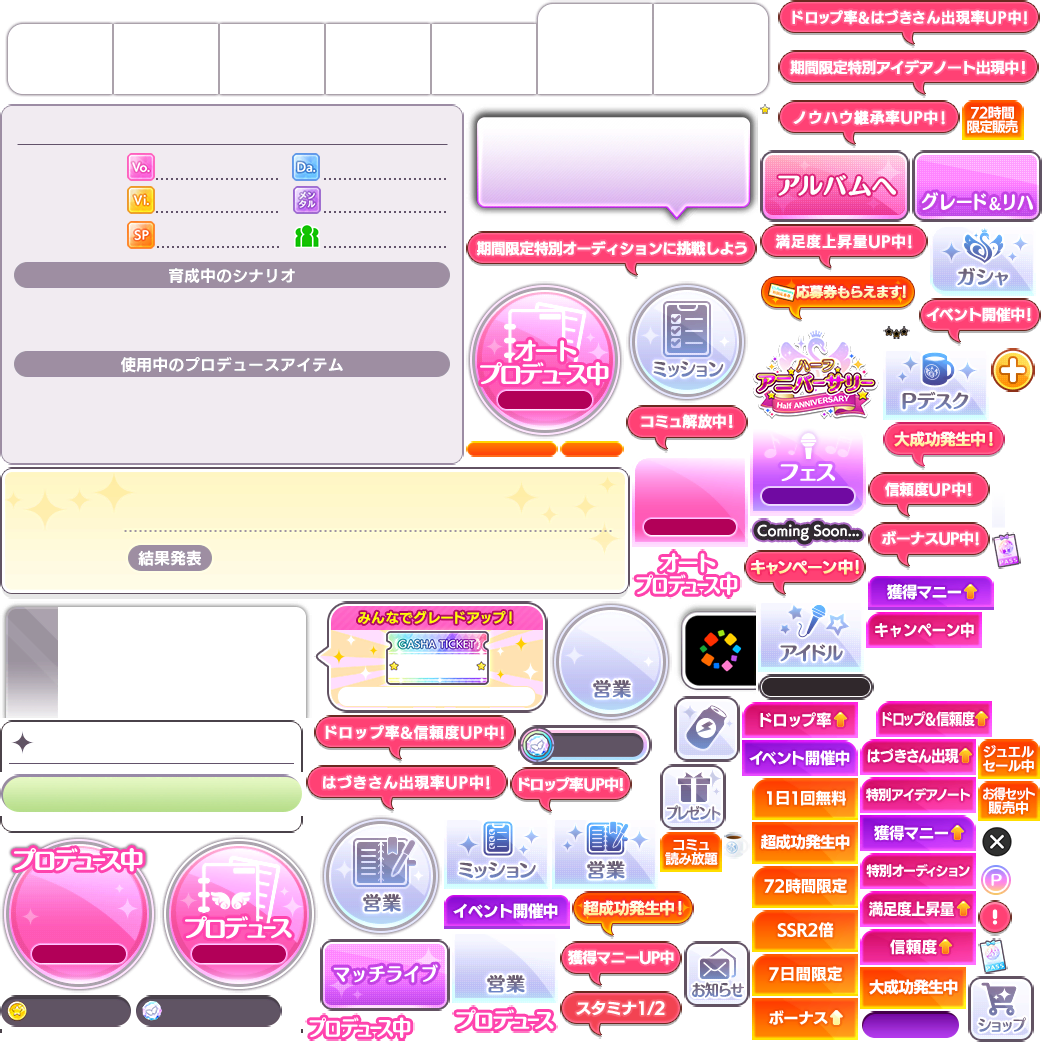 ドロップ率&はづきさん出現率UP中!
期間限定特別アイデアノート出現中!
ノウハウ継承率UP中!
72時間
限定販売
Vo.
Da.
Vi.
メン
タル
SP
育成中のシナリオ
使用中のプロデュースアイテム
アルバムへ
グレード&リハ
期間限定特別オーディションに挑戦しよう
満足度上昇量UP中!
ガシャ
応募券もらえます!
イベント開催中!
オート
プロデュース中
ミッション
ハーフ
アニバーサリー
Half ANNIVERSARY
Pデスク
コミュ解放中!
大成功発生中!
フェス
信頼度UP中!
Coming Soon...
ボーナスUP中!
PASS
結果発表
オート
プロデュース中
キャンペーン中!
獲得マニー
キャンペーン中
みんなでグレードアップ!
GASHA TICKET
営業
アイドル
ドロップ率&信頼度UP中!
ドロップ率
ドロップ&信頼度
イベント開催中
はづきさん出現
ジュエル
セール中
はづきさん出現率UP中!
ドロップ率UP中!
プレゼント
1日1回無料
特別アイデアノート
お得セット
販売中
プロデュース中
プロデュース
営業
ミッション
営業
コミュ
読み放題
超成功発生中
獲得マニー
72時間限定
特別オーディション
P
イベント開催中
超成功発生中!
SSR2倍
満足度上昇量
マッチライブ
営業
獲得マニーUP中
お知らせ
7日間限定
信頼度
PASS
大成功発生中
プロデュース中
プロデュース
スタミナ1/2
ボーナス
ショップ